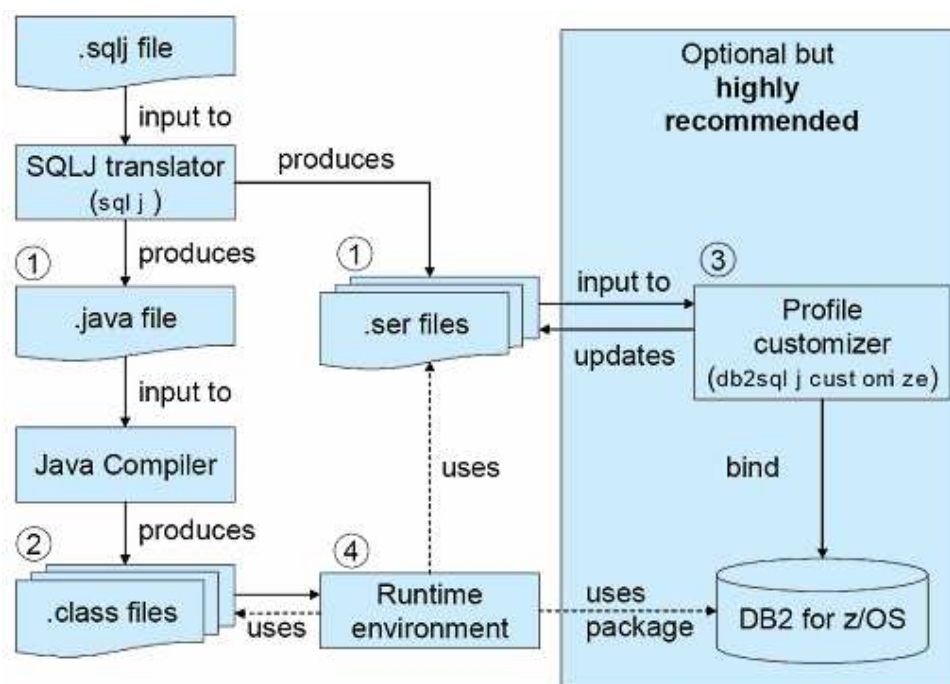 .sqlj file
Optional but
highly
recommended
input to
SQLJ translator
(sqlj)
produces
produces
1
1
3
.java file
.ser files
input to
updates
Profile
customizer
(db2sqljcustomize)
input to
Java Compiler
uses
bind
produces
2
4
.class files
uses
Runtime
environment
uses
package
DB2 for z/OS